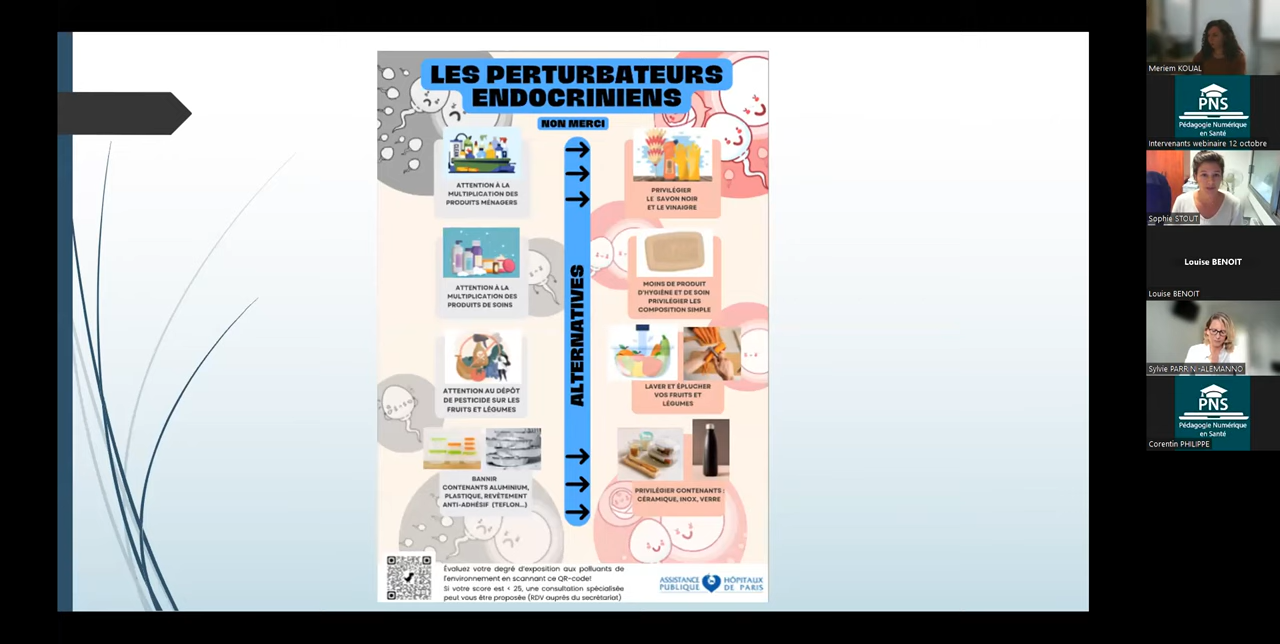 LES PERTURBATEURS
ENDOCRINIENS
NON MERCI
ATTENTION À LA
MULTIPLICATION DES
PRODUITS MÉNAGERS
PRIVILÉGIER
LE SAVON NOIR
ET LE VINAIGRE
ATTENTION À LA
MULTIPLICATION DES
PRODUITS DE SOINS
MOINS DE PRODUIT
D'HYGIÈNE ET DE SOIN
PRIVILÉGIER LES
COMPOSITION SIMPLE
ALTERNATIVES
ATTENTION AU DÉPÔT
DE PESTICIDE SUR LES
FRUITS ET LÉGUMES
LAVER ET ÉPLUCHER
VOS FRUITS ET
LÉGUMES
BANNIR
CONTENANTS ALUMINIUM,
PLASTIQUE, REVÊTEMENT
ANTI-ADHÉSIF (TEFLON...)
PRIVILÉGIER CONTENANTS :
CÉRAMIQUE, INOX, VERRE
Évaluez votre degré d'exposition aux polluants de
l'environnement en scannant ce QR-code!
Si votre score est < 25, une consultation spécialisée
peut vous être proposée (RDV auprès du secrétariat)
ASSISTANCE HÔPITAUX
PUBLIQUE DE PARIS
Meriem KOUAL
PNS
Pédagogie Numérique
en Santé
Intervenants webinaire 12 octobre
Sophie STOUT
Louise BENOIT
Louise BENOIT
Sylvie PARRINI-ALEMANNO
PNS
Pédagogie Numérique
en Santé
Corentin PHILIPPE